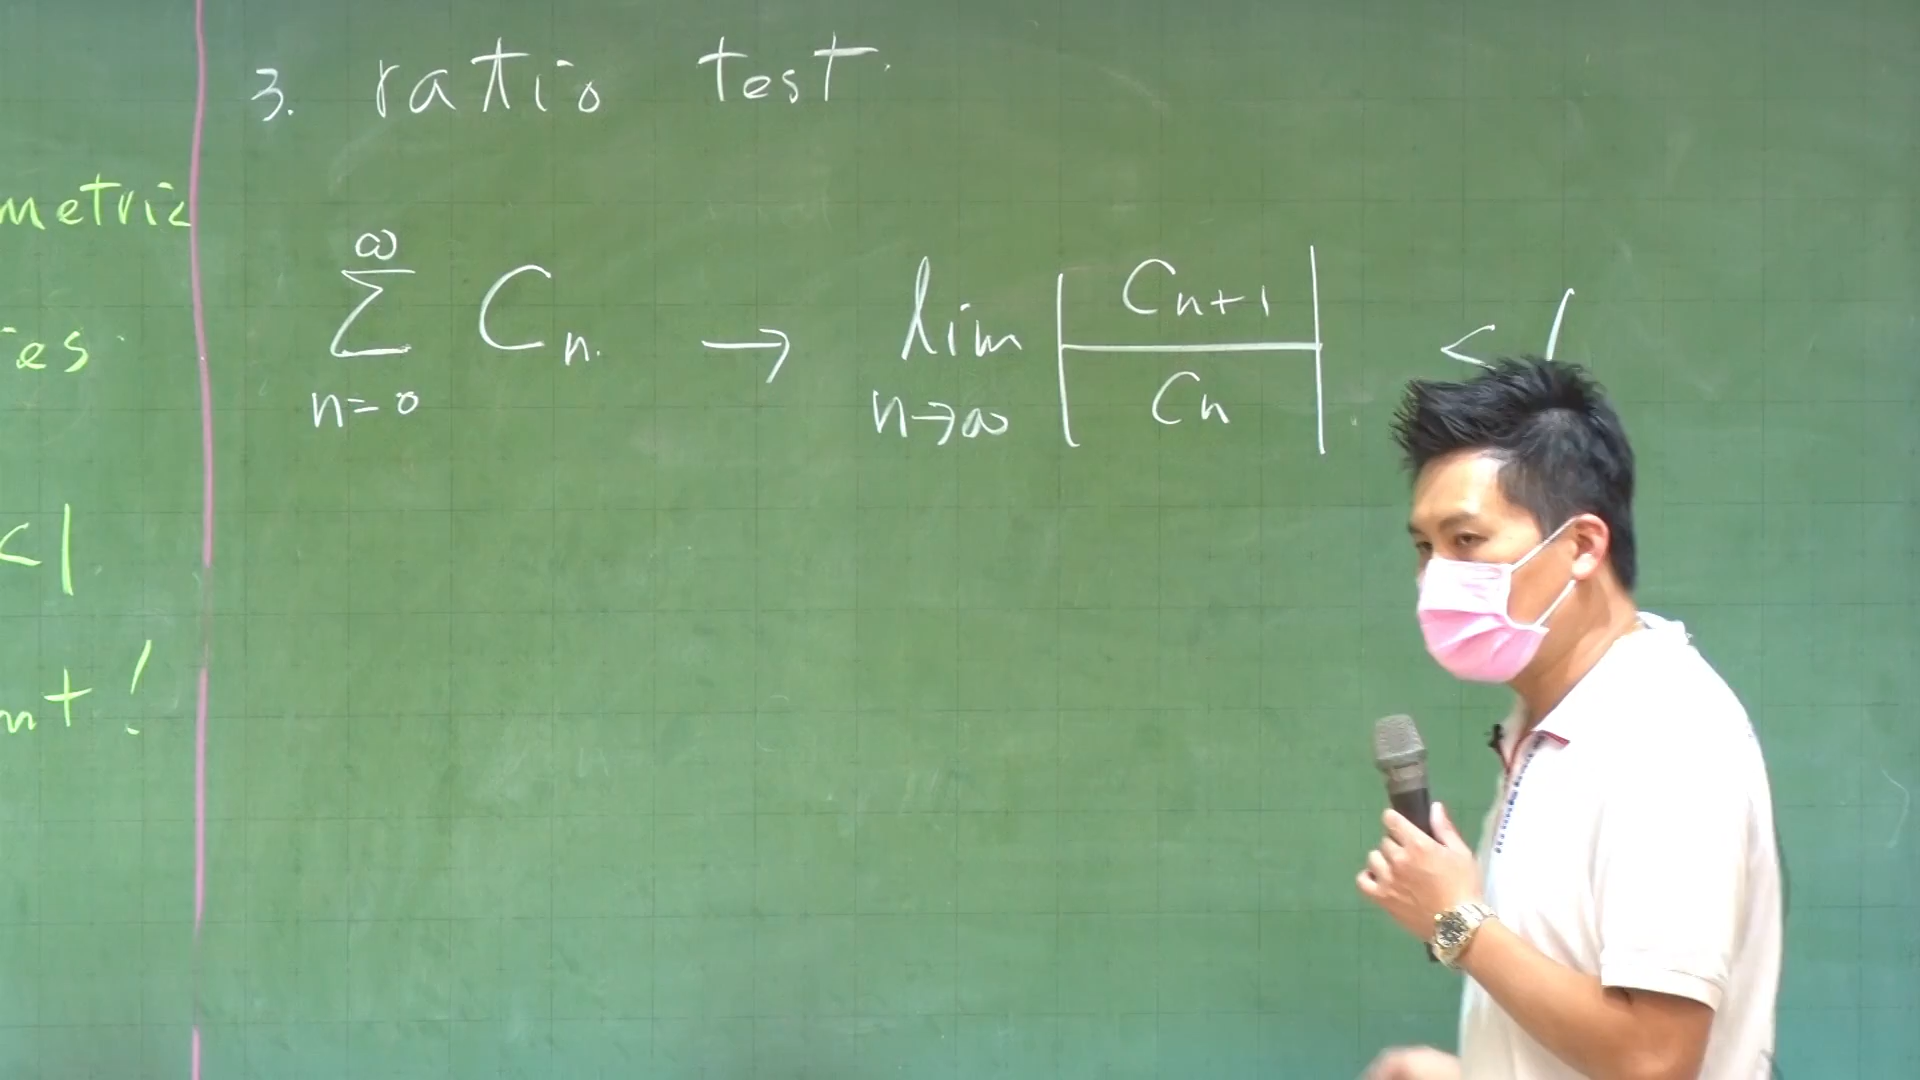 metric
es.
<1
nt!
3. ratio test.
∞
∑ Cn. → lim | Cn+1 / Cn | < 1
n=0 n→∞